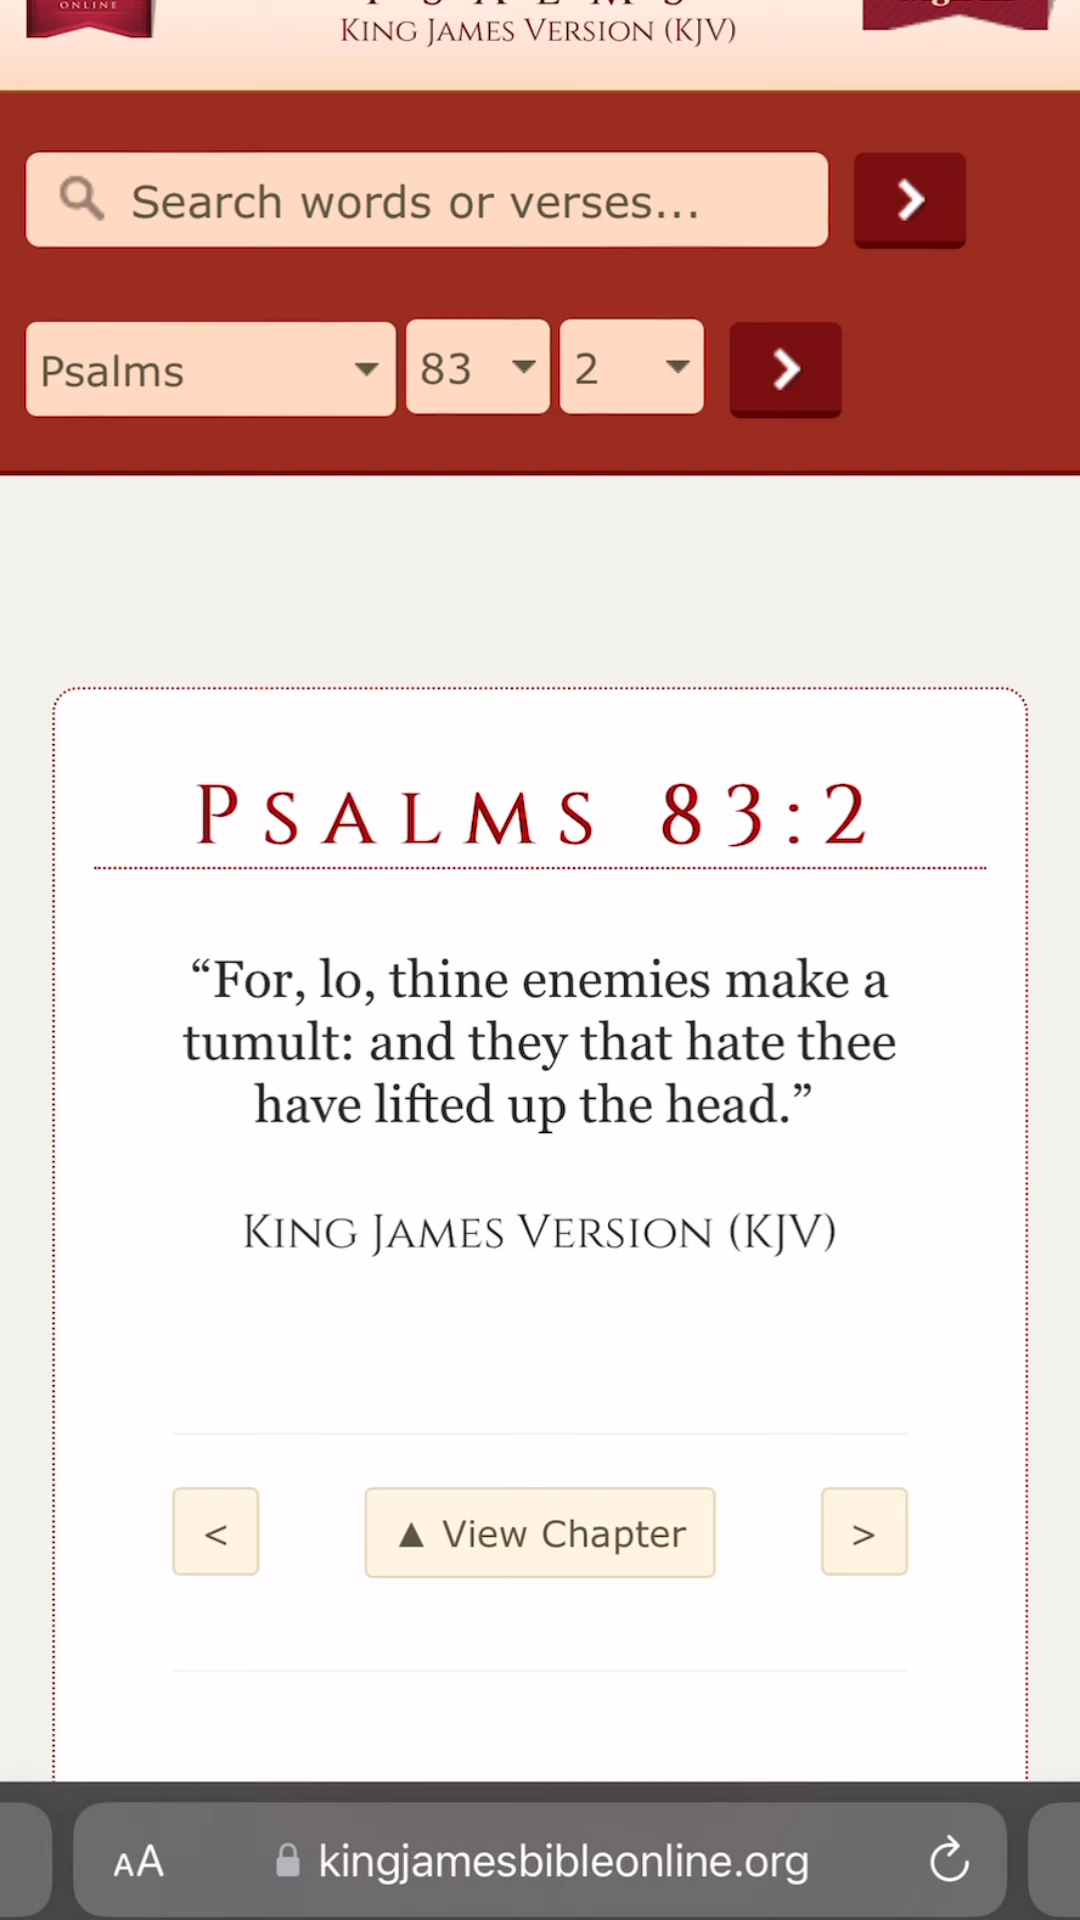 ONLINE
PSALMS
KING JAMES VERSION (KJV)
Search words or verses...
Psalms
83
2
PSALMS 83:2
“For, lo, thine enemies make a
tumult: and they that hate thee
have lifted up the head.”
KING JAMES VERSION (KJV)
<
▲ View Chapter
>
AA
kingjamesbibleonline.org